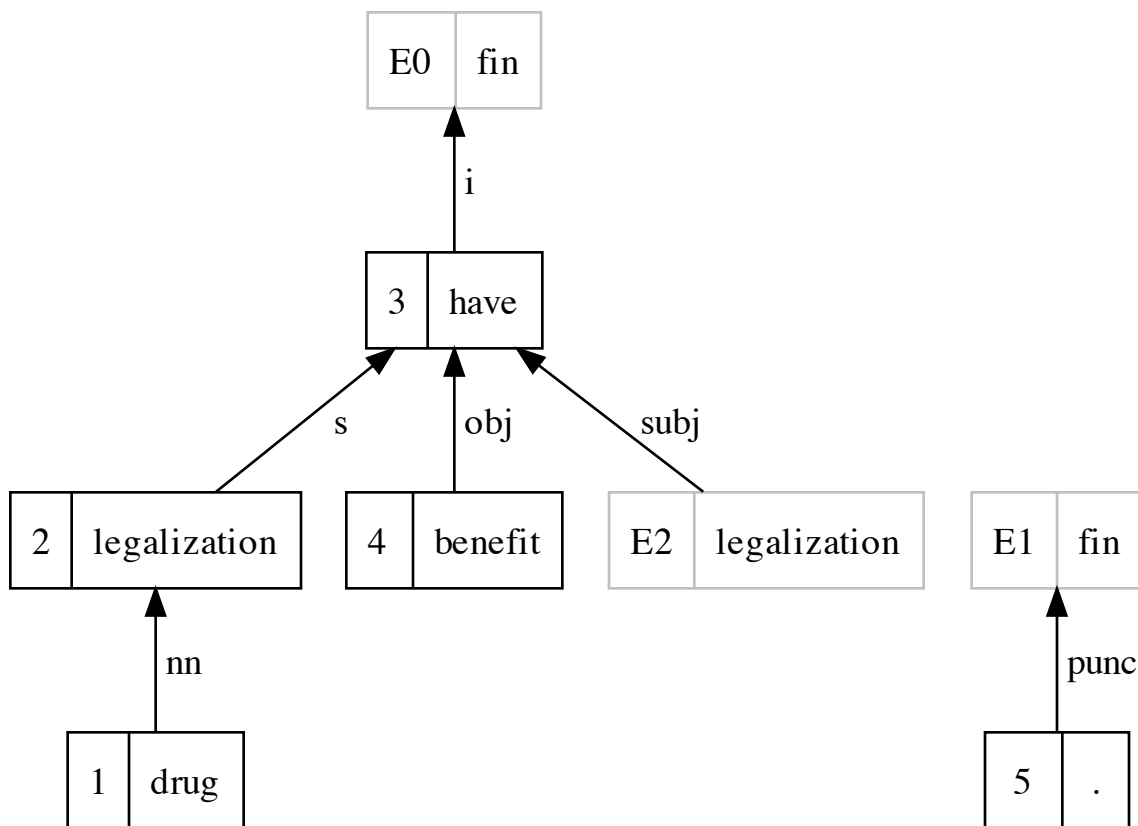 E0 fin
i
3 have
s obj subj
2 legalization 4 benefit E2 legalization E1 fin
nn punc
1 drug 5 .